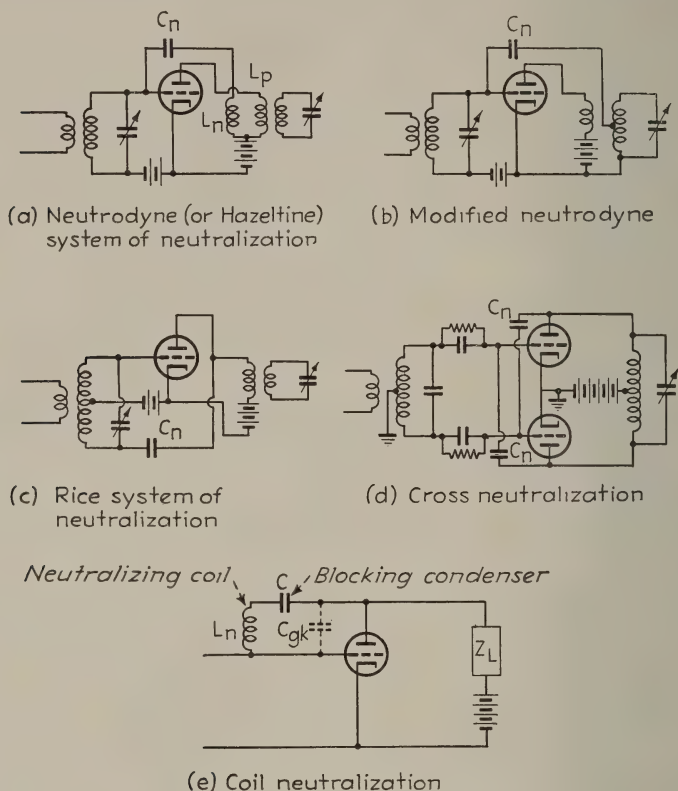 Cn
Lp
Ln
(a) Neutrodyne (or Hazeltine)
system of neutralization
Cn
(b) Modified neutrodyne
Cn
(c) Rice system of
neutralization
Cn
Cn
(d) Cross neutralization
Neutralizing coil
C
Blocking condenser
Ln
Cgk
ZL
(e) Coil neutralization